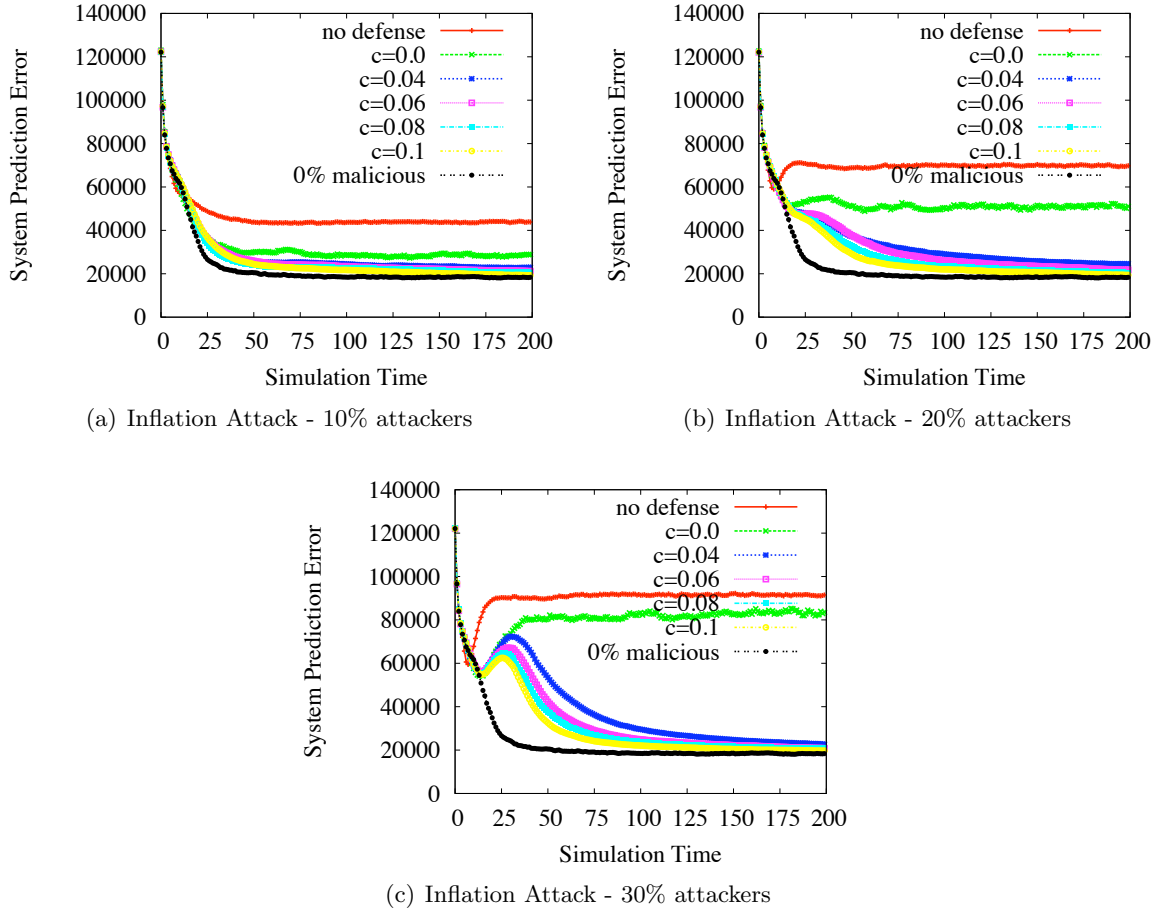 System Prediction Error
140000
120000
100000
80000
60000
40000
20000
0
no defense
c=0.0
c=0.04
c=0.06
c=0.08
c=0.1
0% malicious
0 25 50 75 100 125 150 175 200
Simulation Time
(a) Inflation Attack - 10% attackers
System Prediction Error
140000
120000
100000
80000
60000
40000
20000
0
no defense
c=0.0
c=0.04
c=0.06
c=0.08
c=0.1
0% malicious
0 25 50 75 100 125 150 175 200
Simulation Time
(b) Inflation Attack - 20% attackers
System Prediction Error
140000
120000
100000
80000
60000
40000
20000
0
no defense
c=0.0
c=0.04
c=0.06
c=0.08
c=0.1
0% malicious
0 25 50 75 100 125 150 175 200
Simulation Time
(c) Inflation Attack - 30% attackers